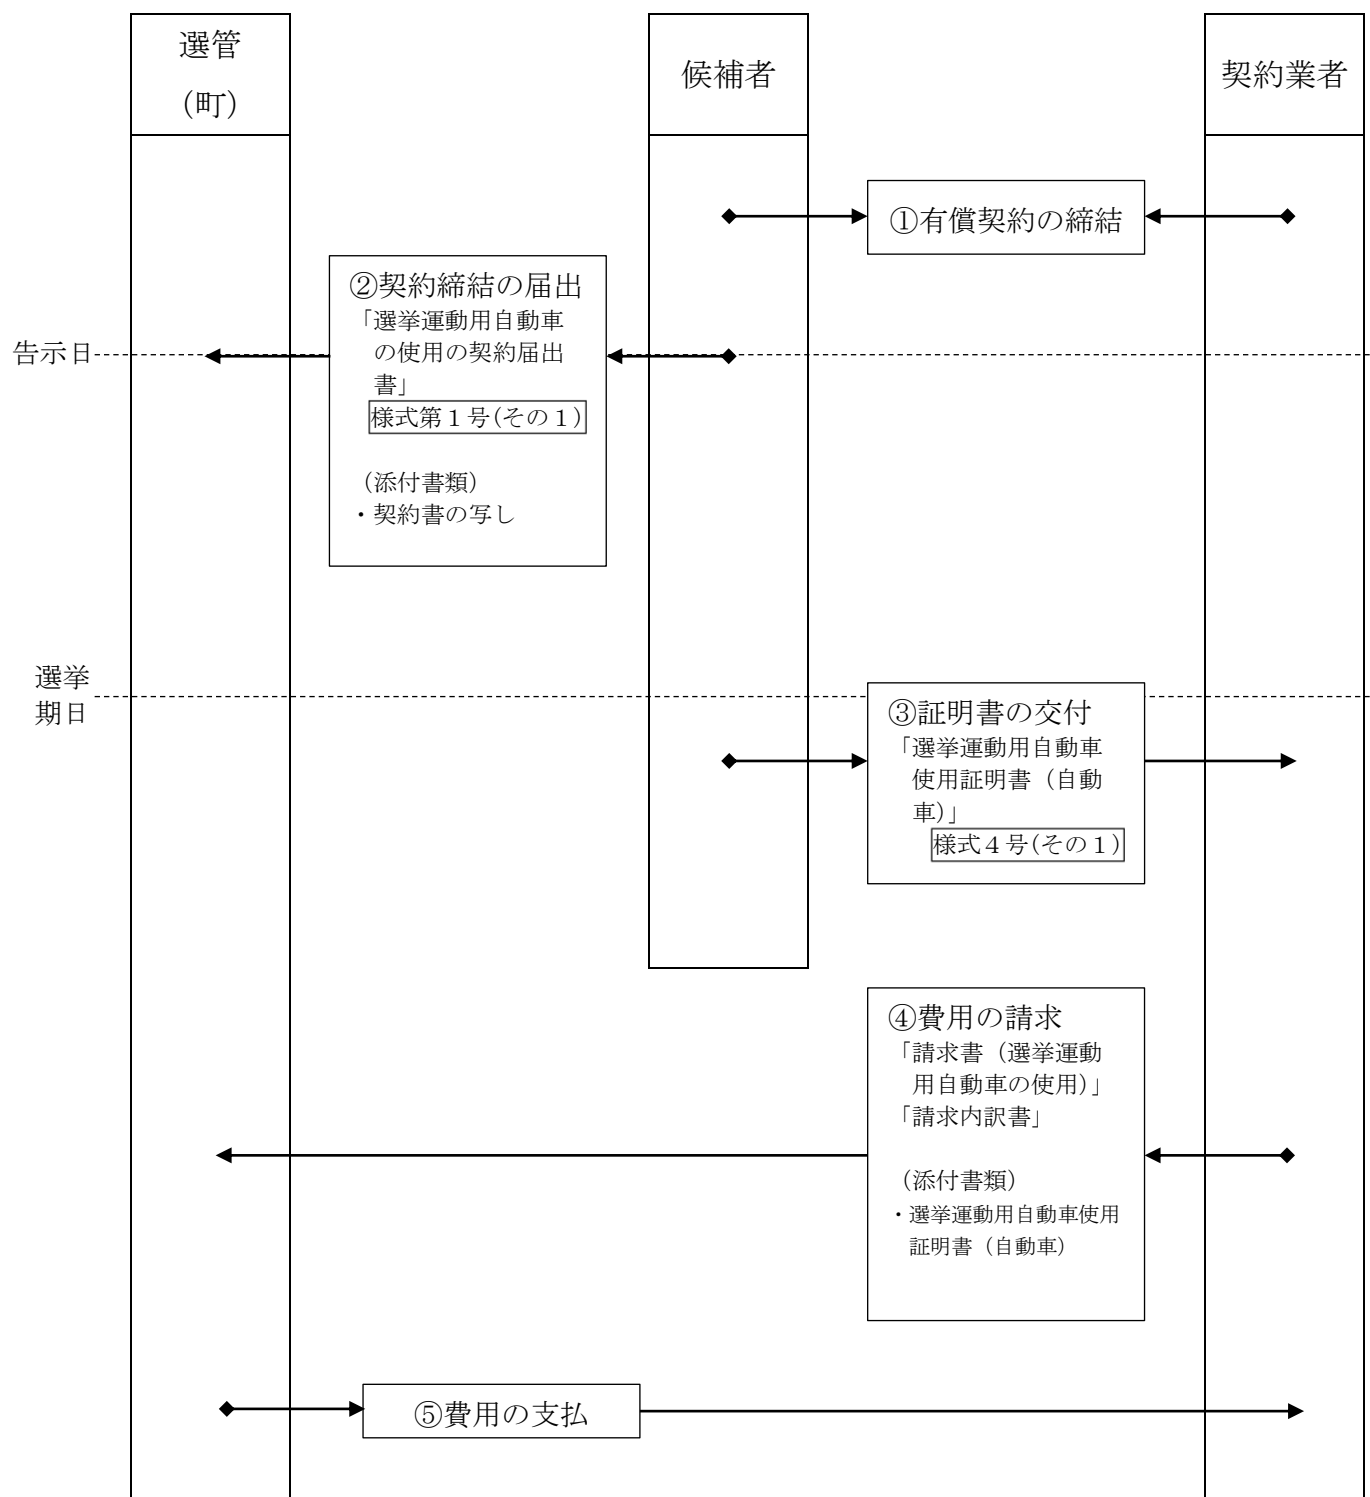 選管
(町)
候補者
契約業者
①有償契約の締結
②契約締結の届出
「選挙運動用自動車
の使用の契約届出
書」
様式第１号(その１)
（添付書類）
・契約書の写し
告示日
選挙
期日
③証明書の交付
「選挙運動用自動車
使用証明書（自動
車）」
様式４号(その１)
④費用の請求
「請求書（選挙運動
用自動車の使用）」
「請求内訳書」
（添付書類）
・選挙運動用自動車使用
証明書（自動車）
⑤費用の支払